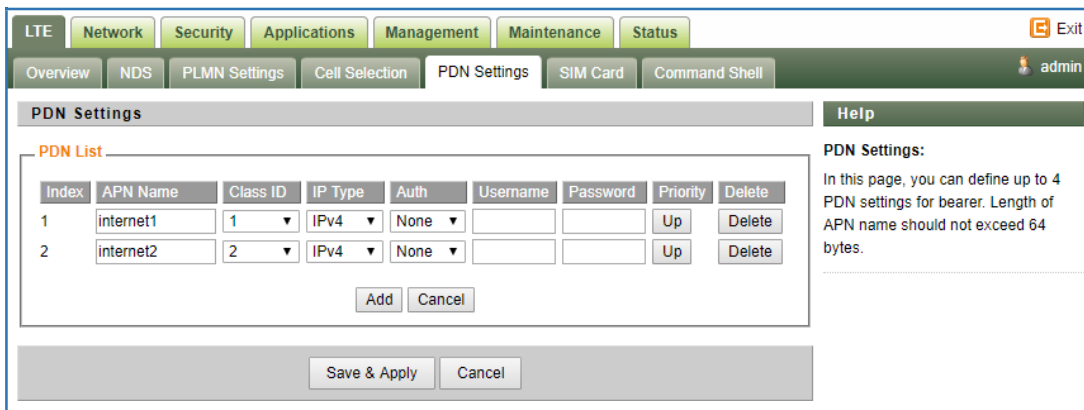 LTE Network Security Applications Management Maintenance Status Exit
Overview NDS PLMN Settings Cell Selection PDN Settings SIM Card Command Shell admin
PDN Settings
PDN List
Index APN Name Class ID IP Type Auth Username Password Priority Delete
1 internet1 1 IPv4 None Up Delete
2 internet2 2 IPv4 None Up Delete
Add Cancel
Save & Apply Cancel
Help
PDN Settings:
In this page, you can define up to 4
PDN settings for bearer. Length of
APN name should not exceed 64
bytes.